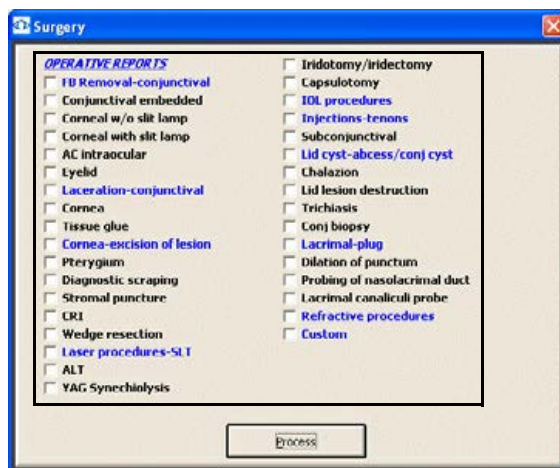 Surgery
OPERATIVE REPORTS
FB Removal-conjunctival
Conjunctival embedded
Corneal w/o slit lamp
Corneal with slit lamp
AC intraocular
Eyelid
Laceration-conjunctival
Cornea
Tissue glue
Cornea-excision of lesion
Pterygium
Diagnostic scraping
Stromal puncture
CRI
Wedge resection
Laser procedures-SLT
ALT
YAG Synechiolysis
Iridotomy/iridectomy
Capsulotomy
IOL procedures
Injections-tenons
Subconjunctival
Lid cyst-abcess/conj cyst
Chalazion
Lid lesion destruction
Trichiasis
Conj biopsy
Lacrimal-plug
Dilation of punctum
Probing of nasolacrimal duct
Lacrimal canaliculi probe
Refractive procedures
Custom
Process